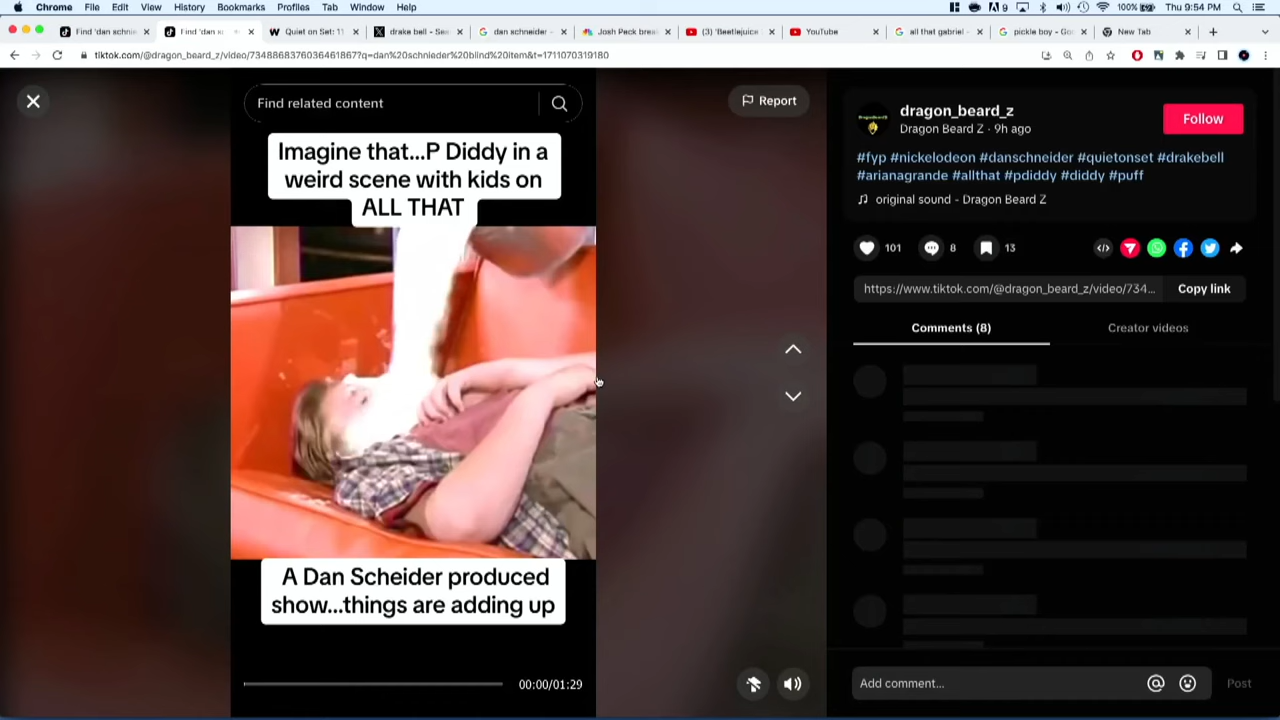 Chrome File Edit View History Bookmarks Profiles Tab Window Help
9 100% Thu 9:54 PM
Find 'dan schnie
Find 'dan s
Quiet on Set: 11
drake bell - Sea
dan schneider -
Josh Peck brea
(3) 'Beetlejuice
YouTube
all that gabriel -
pickle boy - Go
New Tab
tiktok.com/@dragon_beard_z/video/7348868376036461867?q=dan%20schnieder%20blind%20item&t=1711070319180
Find related content
Report
Imagine that...P Diddy in a
weird scene with kids on
ALL THAT
A Dan Scheider produced
show...things are adding up
00:00/01:29
dragon_beard_z
Dragon Beard Z · 9h ago
Follow
#fyp #nickelodeon #danschneider #quietonset #drakebell
#arianagrande #allthat #pdiddy #diddy #puff
original sound - Dragon Beard Z
101 8 13
https://www.tiktok.com/@dragon_beard_z/video/734...
Copy link
Comments (8)
Creator videos
Add comment...
Post